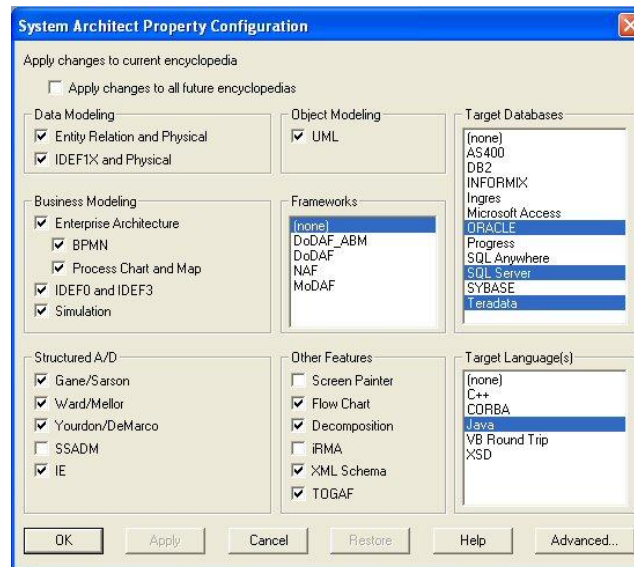 System Architect Property Configuration
Apply changes to current encyclopedia
Apply changes to all future encyclopedias
Data Modeling
Entity Relation and Physical
IDEF1X and Physical
Object Modeling
UML
Target Databases
(none)
AS400
DB2
INFORMIX
Ingres
Microsoft Access
ORACLE
Progress
SQL Anywhere
SQL Server
SYBASE
Teradata
Business Modeling
Enterprise Architecture
BPMN
Process Chart and Map
IDEF0 and IDEF3
Simulation
Frameworks
(none)
DoDAF_ABM
DoDAF
NAF
MoDAF
Structured A/D
Gane/Sarson
Ward/Mellor
Yourdon/DeMarco
SSADM
IE
Other Features
Screen Painter
Flow Chart
Decomposition
iRMA
XML Schema
TOGAF
Target Language(s)
(none)
C++
CORBA
Java
VB Round Trip
XSD
OK
Apply
Cancel
Restore
Help
Advanced...